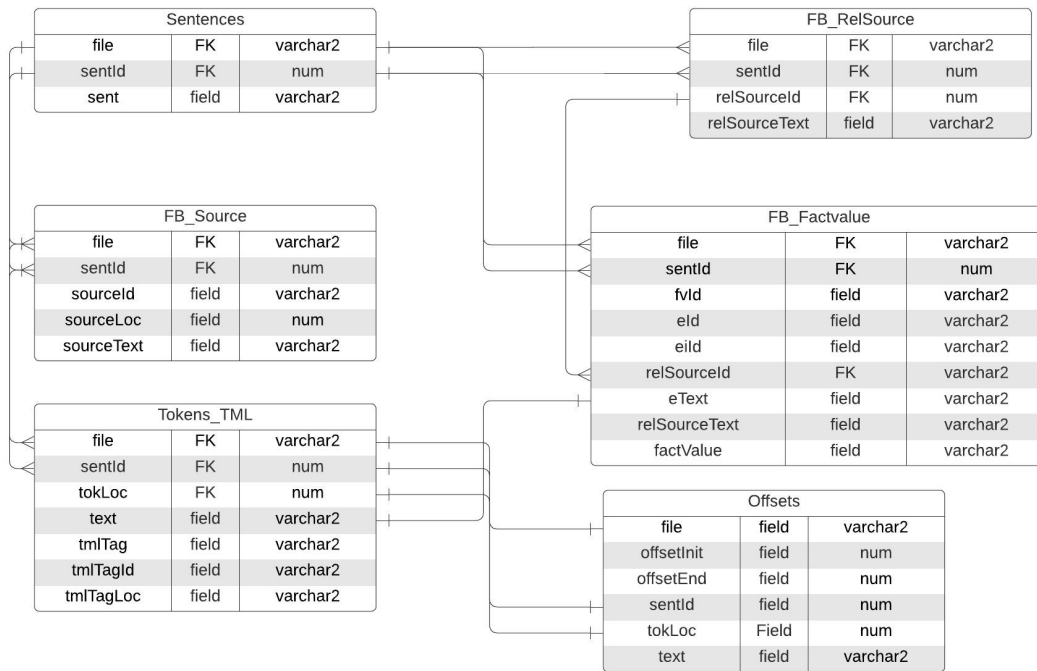 Sentences
file FK varchar2
sentId FK num
sent field varchar2
FB_RelSource
file FK varchar2
sentId FK num
relSourceId FK num
relSourceText field varchar2
FB_Source
file FK varchar2
sentId FK num
sourceId field varchar2
sourceLoc field num
sourceText field varchar2
FB_Factvalue
file FK varchar2
sentId FK num
fvId field varchar2
eId field varchar2
eiId field varchar2
relSourceId FK varchar2
eText field varchar2
relSourceText field varchar2
factValue field varchar2
Tokens_TML
file FK varchar2
sentId FK num
tokLoc FK num
text field varchar2
tmlTag field varchar2
tmlTagId field varchar2
tmlTagLoc field varchar2
Offsets
file field varchar2
offsetInit field num
offsetEnd field num
sentId field num
tokLoc Field num
text field varchar2